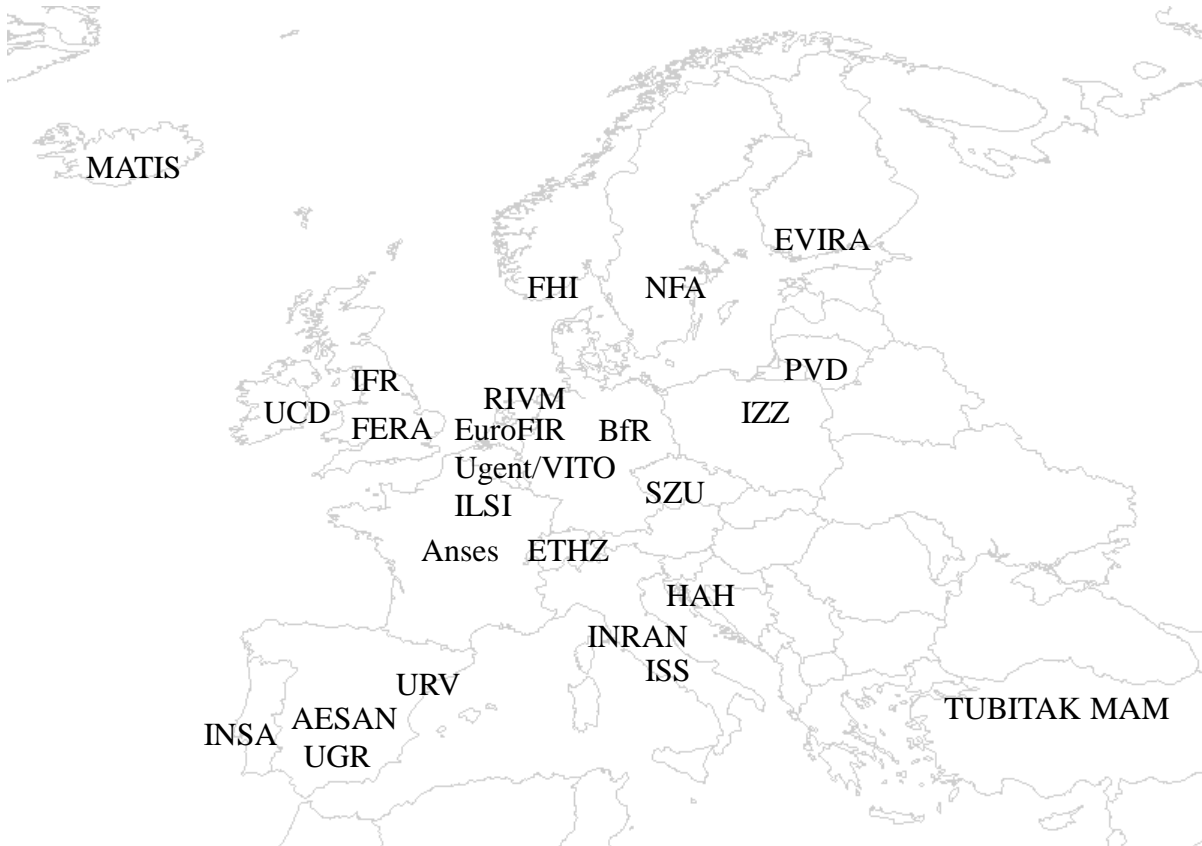 MATIS
EVIRA
FHI
NFA
PVD
IFR
RIVM
UCD
IZZ
FERA
EuroFIR
BfR
Ugent/VITO
SZU
ILSI
Anses
ETHZ
HAH
INRAN
ISS
URV
AESAN
TUBITAK MAM
INSA
UGR